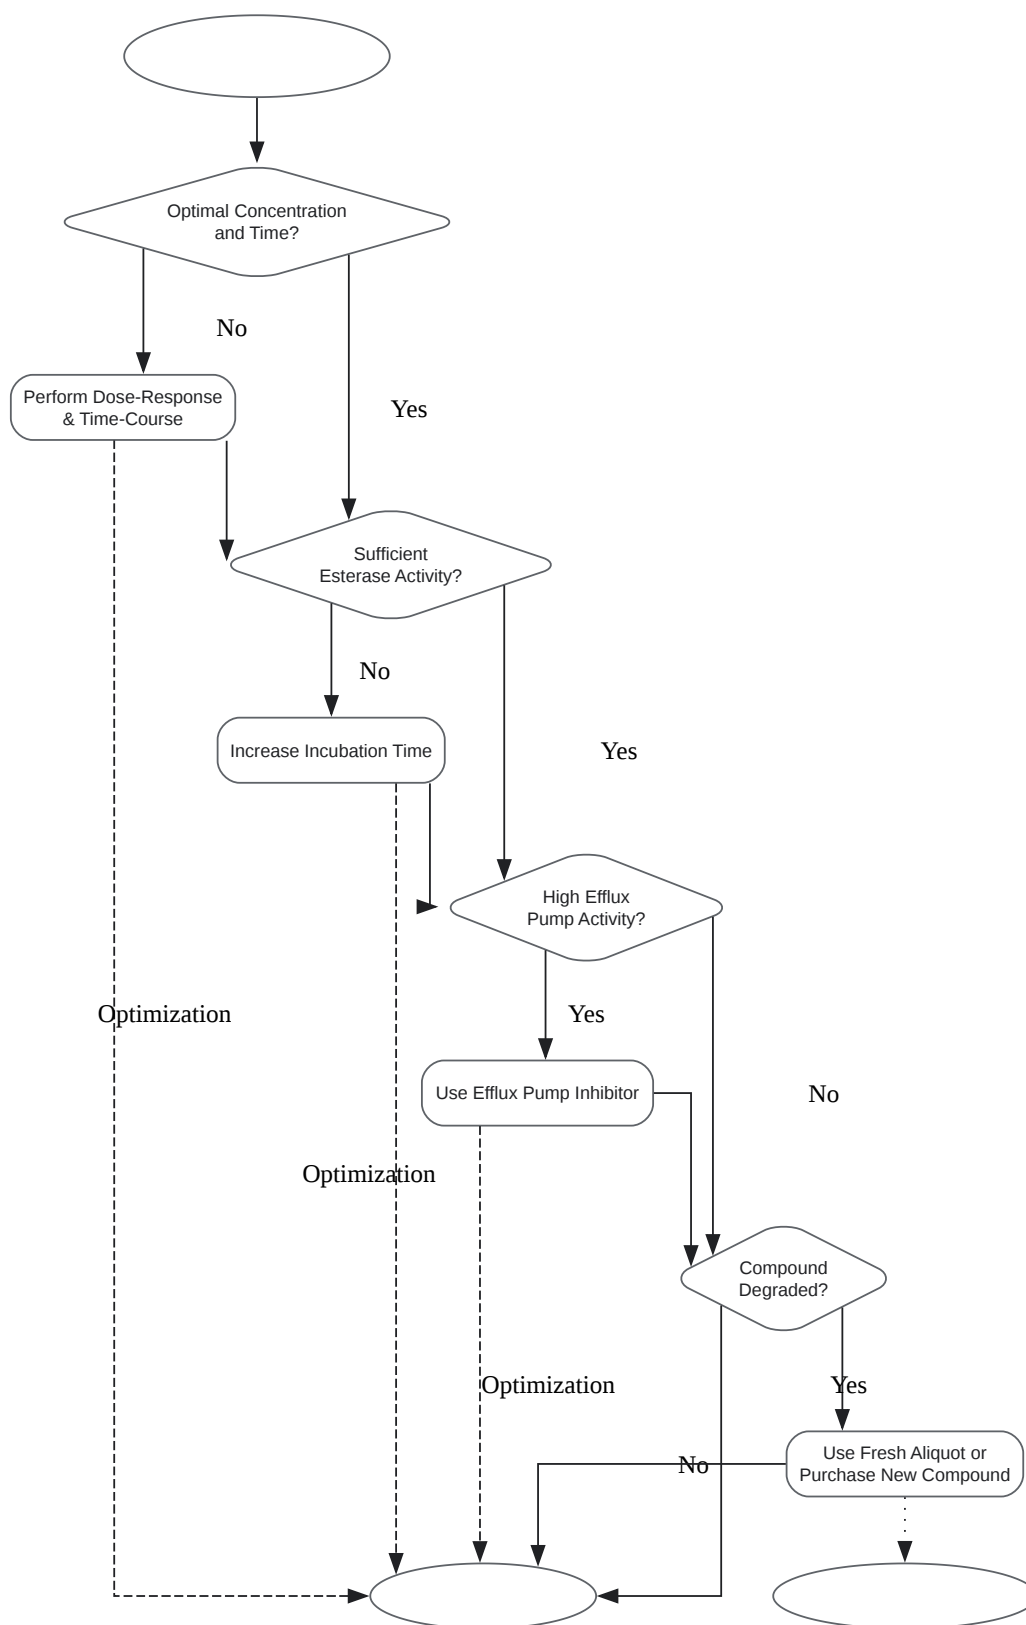 Optimal Concentration
and Time?
No
Perform Dose-Response
& Time-Course
Yes
Sufficient
Esterase Activity?
No
Increase Incubation Time
Yes
High Efflux
Pump Activity?
Optimization
Yes
Use Efflux Pump Inhibitor
No
Optimization
Compound
Degraded?
Optimization
Yes
No
Use Fresh Aliquot or
Purchase New Compound